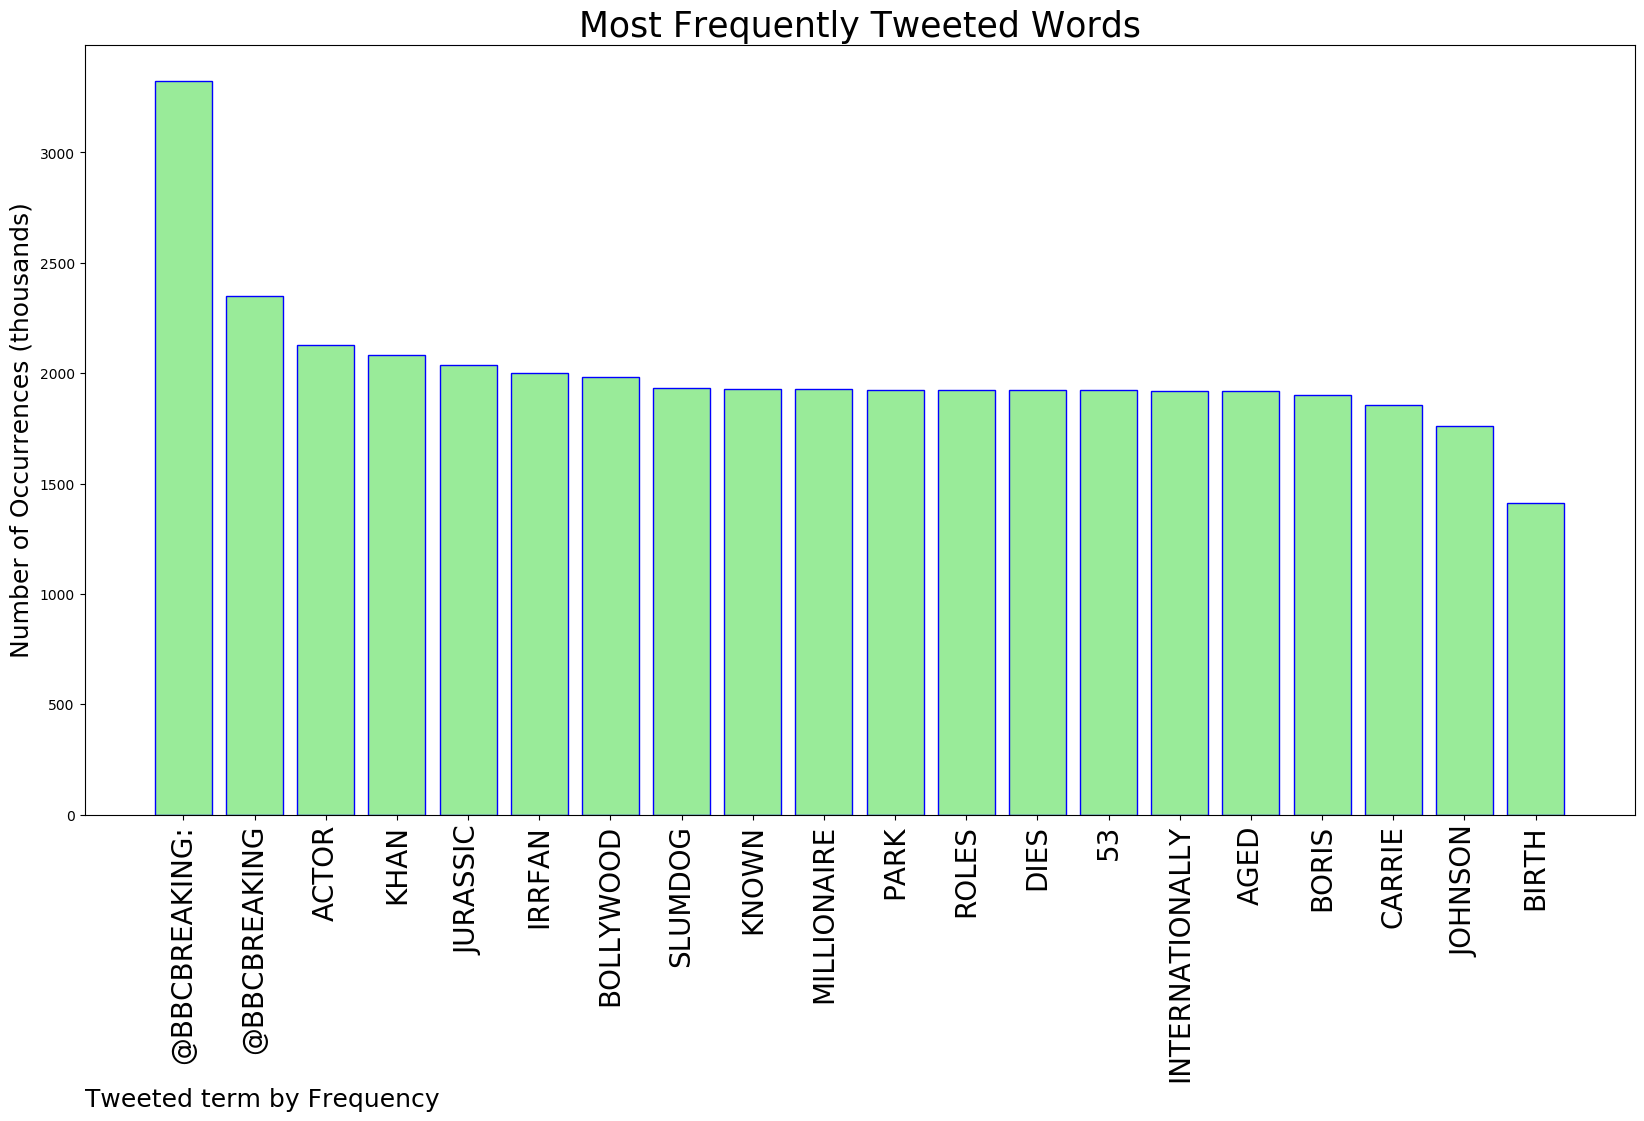 Most Frequently Tweeted Words
Number of Occurrences (thousands)
3000
2500
2000
1500
1000
500
0
@BBCBREAKING:
@BBCBREAKING
ACTOR
KHAN
JURASSIC
IRRFAN
BOLLYWOOD
SLUMDOG
KNOWN
MILLIONAIRE
PARK
ROLES
DIES
53
INTERNATIONALLY
AGED
BORIS
CARRIE
JOHNSON
BIRTH
Tweeted term by Frequency